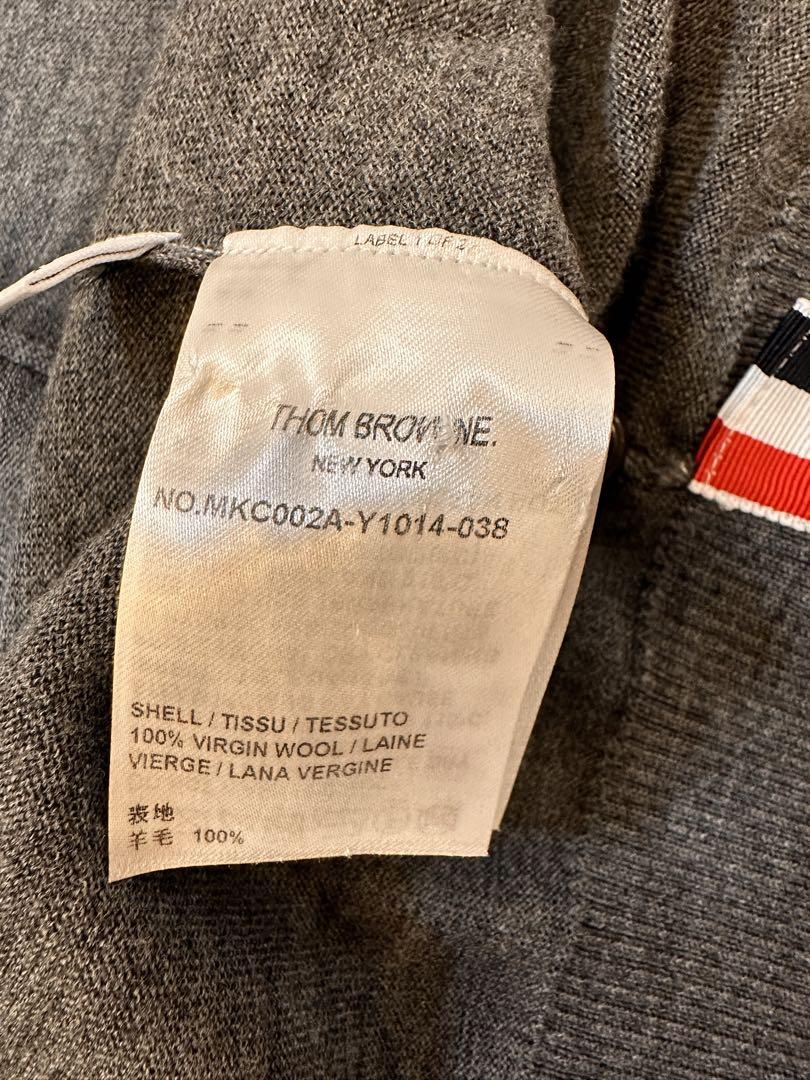 LABEL 1 OF 2
THOM BROWNE.
NEW YORK
NO.MKC002A-Y1014-038
SHELL / TISSU / TESSUTO
100% VIRGIN WOOL / LAINE
VIERGE / LANA VERGINE
表地
羊毛 100%